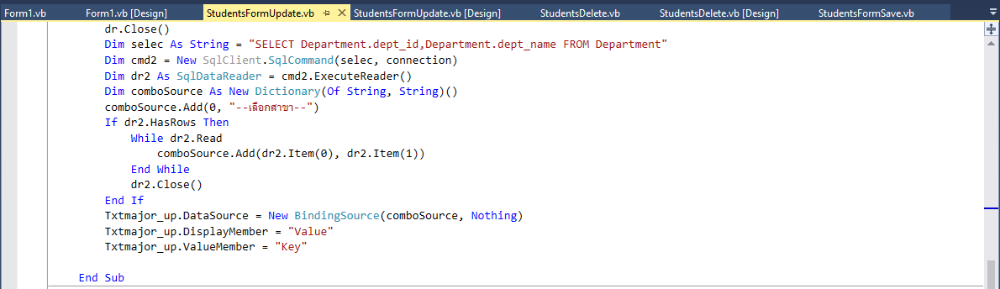 Form1.vb Form1.vb [Design] StudentsFormUpdate.vb StudentsFormUpdate.vb [Design] StudentsDelete.vb StudentsDelete.vb [Design] StudentsFormSave.vb
dr.Close()
Dim selec As String = "SELECT Department.dept_id,Department.dept_name FROM Department"
Dim cmd2 = New SqlClient.SqlCommand(selec, connection)
Dim dr2 As SqlDataReader = cmd2.ExecuteReader()
Dim comboSource As New Dictionary(Of String, String)()
comboSource.Add(0, "--เลือกสาขา--")
If dr2.HasRows Then
While dr2.Read
comboSource.Add(dr2.Item(0), dr2.Item(1))
End While
dr2.Close()
End If
Txtmajor_up.DataSource = New BindingSource(comboSource, Nothing)
Txtmajor_up.DisplayMember = "Value"
Txtmajor_up.ValueMember = "Key"
End Sub